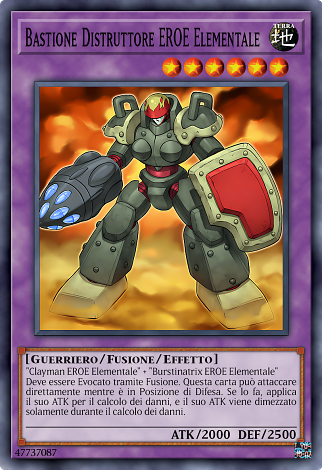 Bastione Distruttore EROE Elementale
TERRA
地
[Guerriero/Fusione/Effetto]
"Clayman EROE Elementale" + "Burstinatrix EROE Elementale"
Deve essere Evocato tramite Fusione. Questa carta può attaccare
direttamente mentre è in Posizione di Difesa. Se lo fa, applica
il suo ATK per il calcolo dei danni, e il suo ATK viene dimezzato
solamente durante il calcolo dei danni.
ATK/2000 DEF/2500
47737087